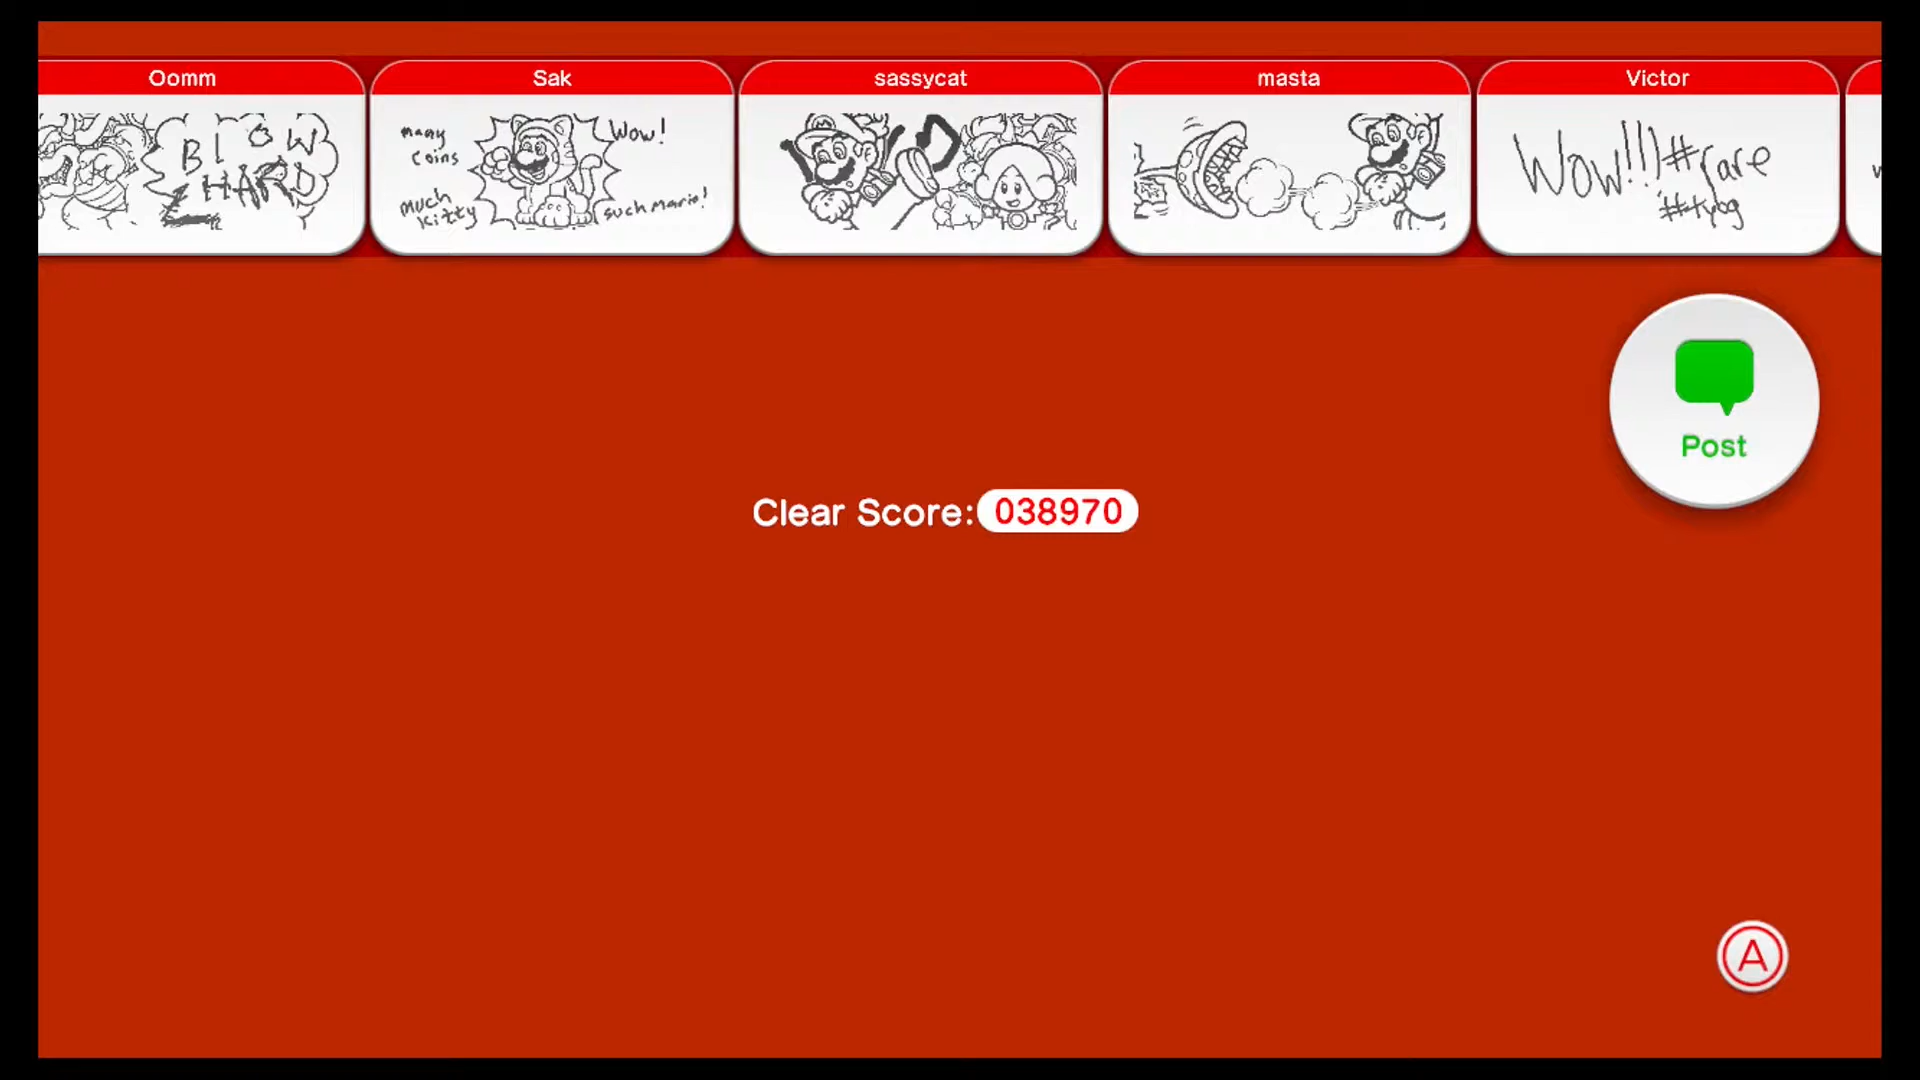 Oomm
BLOW
HARD
Sak
many
coins
Wow!
much
Kitty
such mario!
sassycat
masta
Victor
Wow!!!
#rare
Post
Clear Score: 038970
A